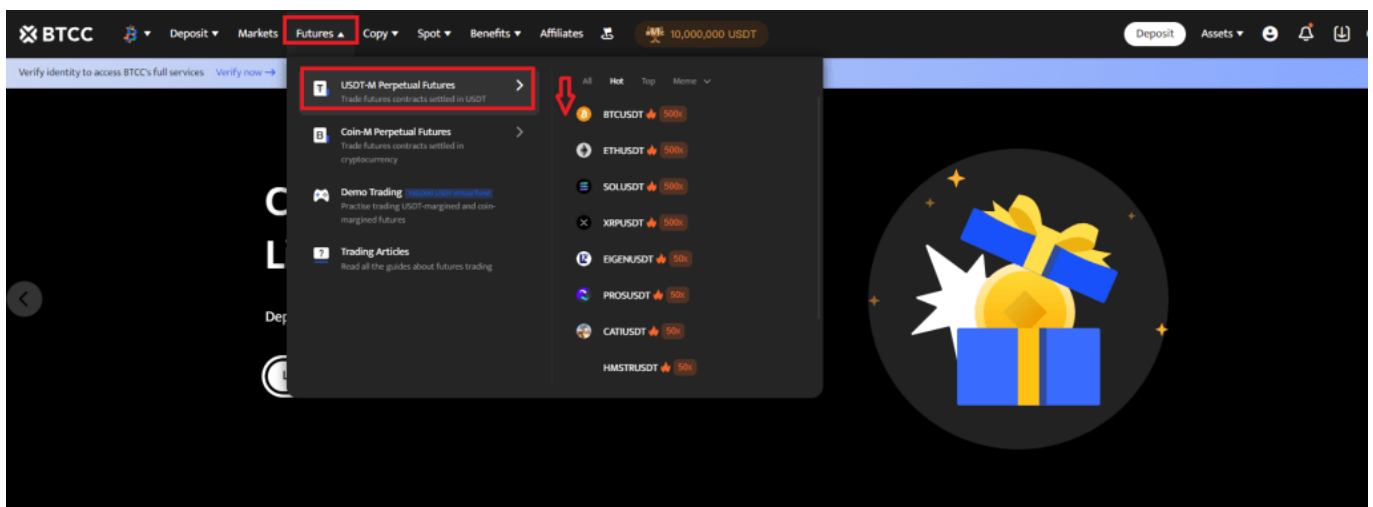 BTCC Deposit Markets Futures Copy Spot Benefits Affiliates 10,000,000 USDT Deposit Assets
Verify identity to access BTCC's full services Verify now →
USDT-M Perpetual Futures
Trade futures contracts settled in USDT
Coin-M Perpetual Futures
Trade futures contracts settled in
cryptocurrency
Demo Trading
Practise trading USDT-margined and coin-
margined futures
Trading Articles
Read all the guides about futures trading
All Hot Top Meme
BTCUSDT 500x
ETHUSDT 500x
SOLUSDT 500x
XRPUSDT 500x
EIGENUSDT 50x
PROSUSDT 50x
CATIUSDT 50x
HMSTRUSDT 50x
C
L
Dep